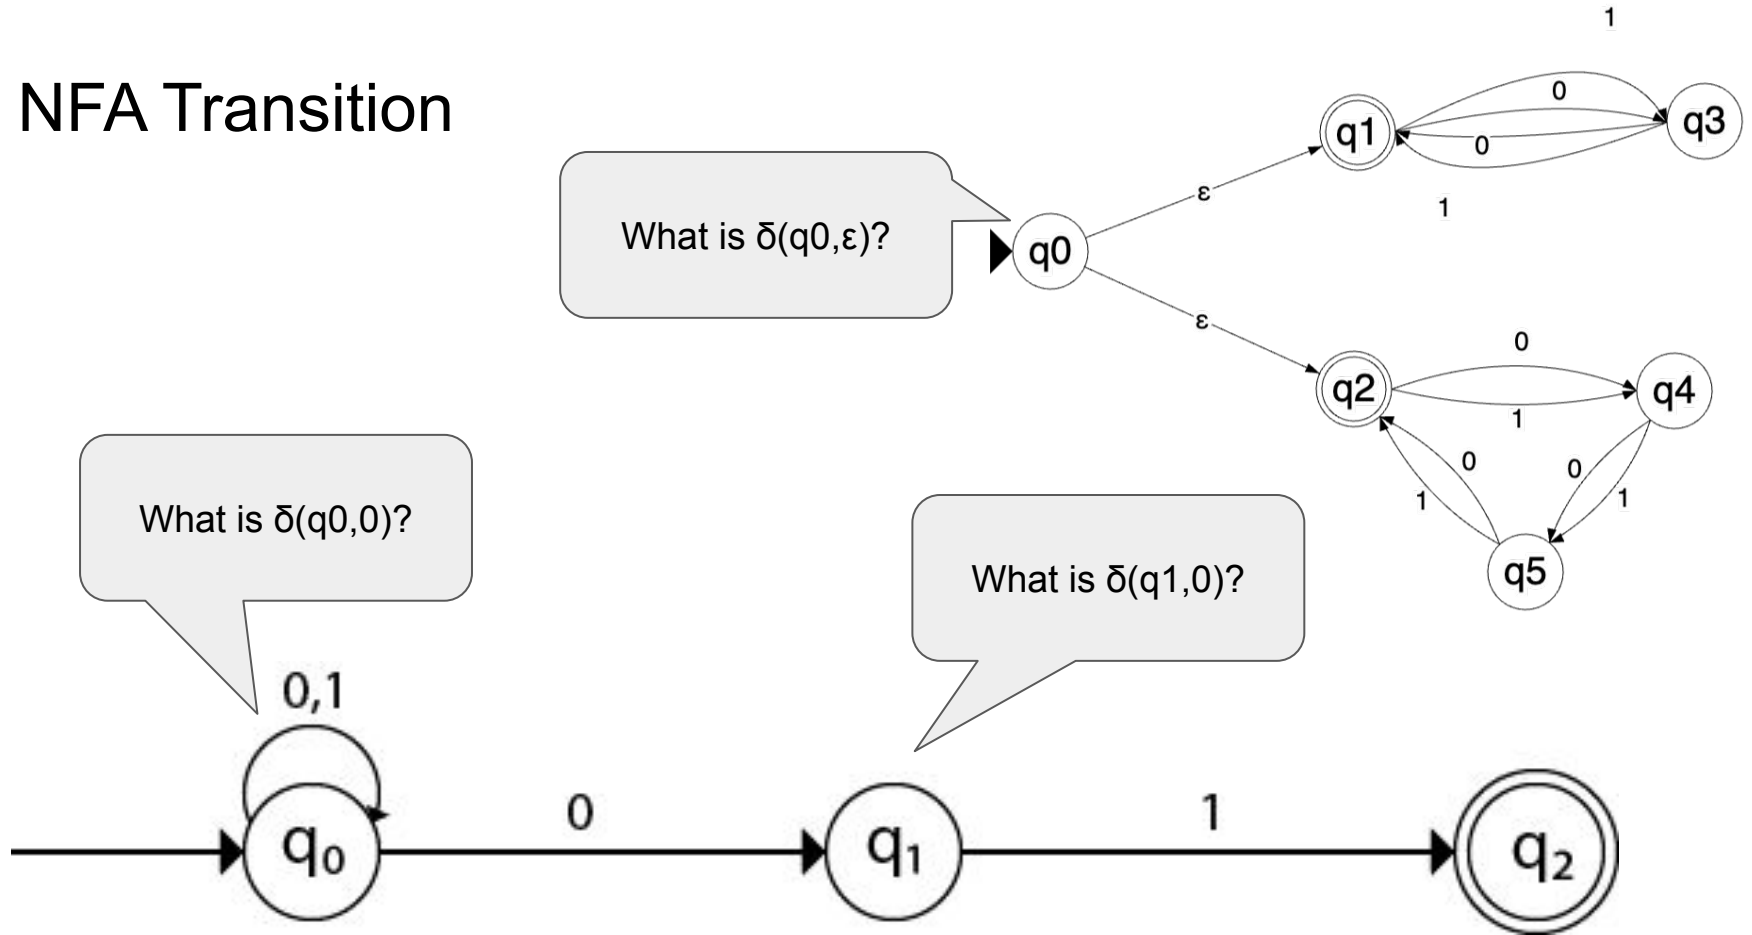 NFA Transition
What is δ(q0,ε)?
1
0
q1
q3
0
ε
1
q0
ε
0
q2
q4
1
0
0
1
1
q5
What is δ(q0,0)?
What is δ(q1,0)?
0,1
0
1
q₀
q₁
q₂